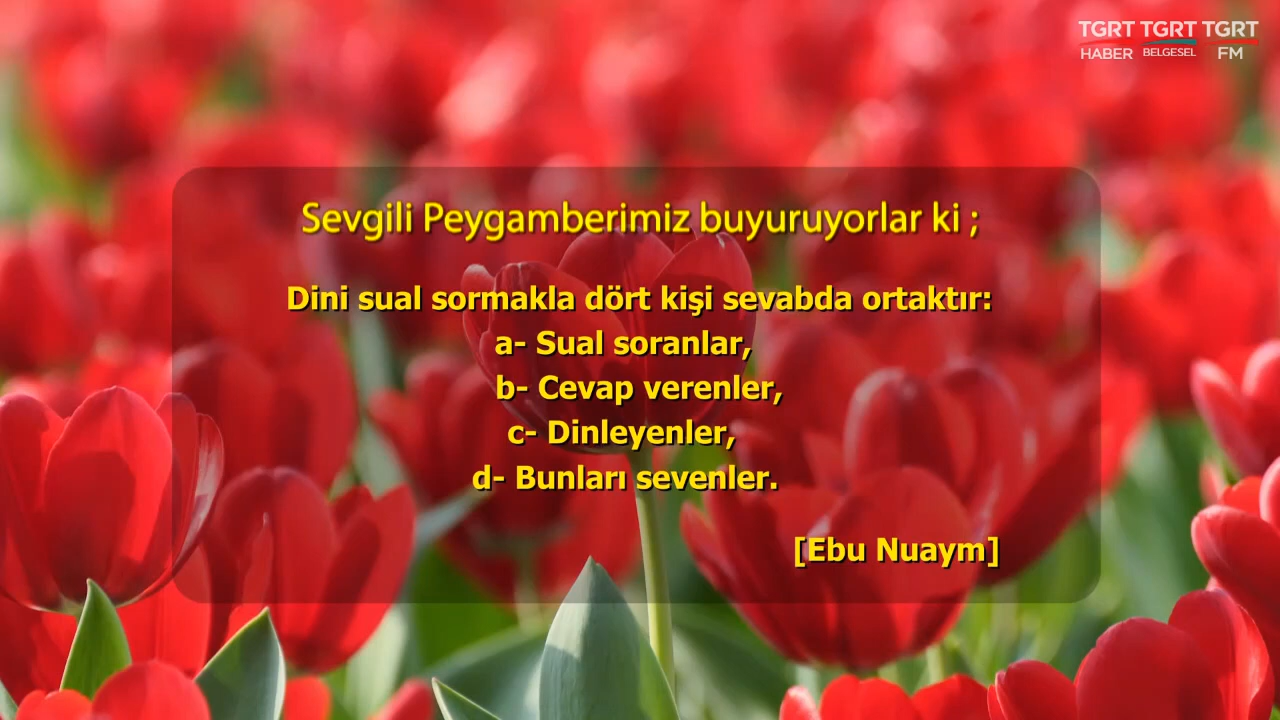 TGRT HABER TGRT BELGESEL TGRT FM
Sevgili Peygamberimiz buyuruyorlar ki ;
Dini sual sormakla dört kişi sevabda ortaktır:
a- Sual soranlar,
b- Cevap verenler,
c- Dinleyenler,
d- Bunları sevenler.
[Ebu Nuaym]